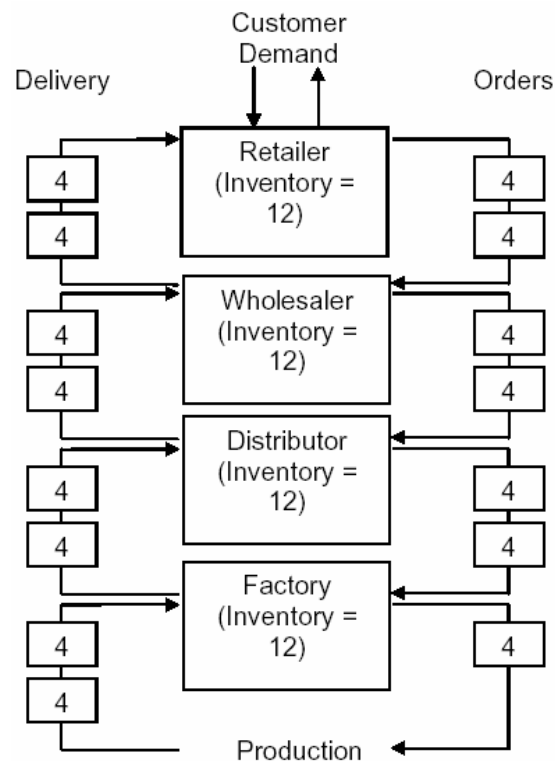 Customer
Demand
Delivery
Orders
Retailer
(Inventory =
12)
4
4
4
4
Wholesaler
(Inventory =
12)
4
4
4
4
Distributor
(Inventory =
12)
4
4
4
4
Factory
(Inventory =
12)
4
4
4
Production